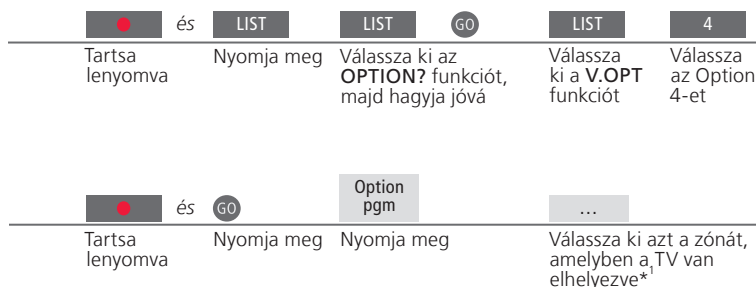 és LIST LIST GO LIST 4
Tartsa lenyomva
Nyomja meg
Válassza ki az OPTION? funkciót, majd hagyja jóvá
Válassza ki a V.OPT funkciót
Válassza az Option 4-et
és GO Option pgm ...
Tartsa lenyomva
Nyomja meg
Nyomja meg
Válassza ki azt a zónát, amelyben a TV van elhelyezve*1